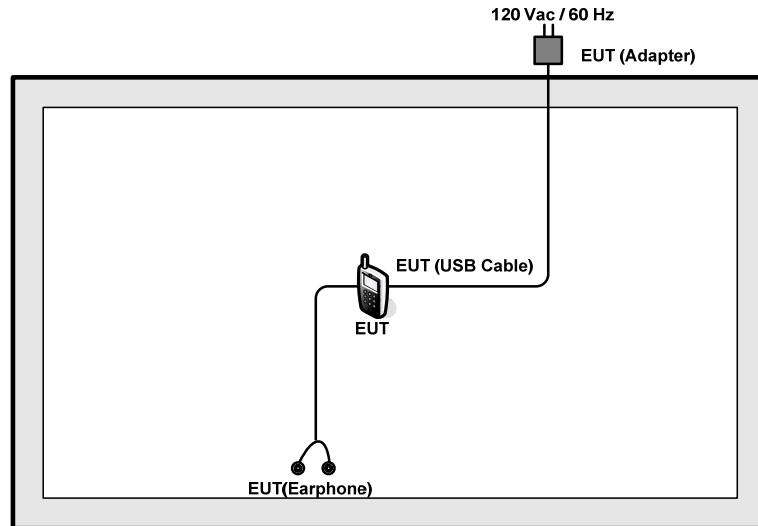 120 Vac / 60 Hz
EUT (Adapter)
EUT (USB Cable)
EUT
EUT(Earphone)